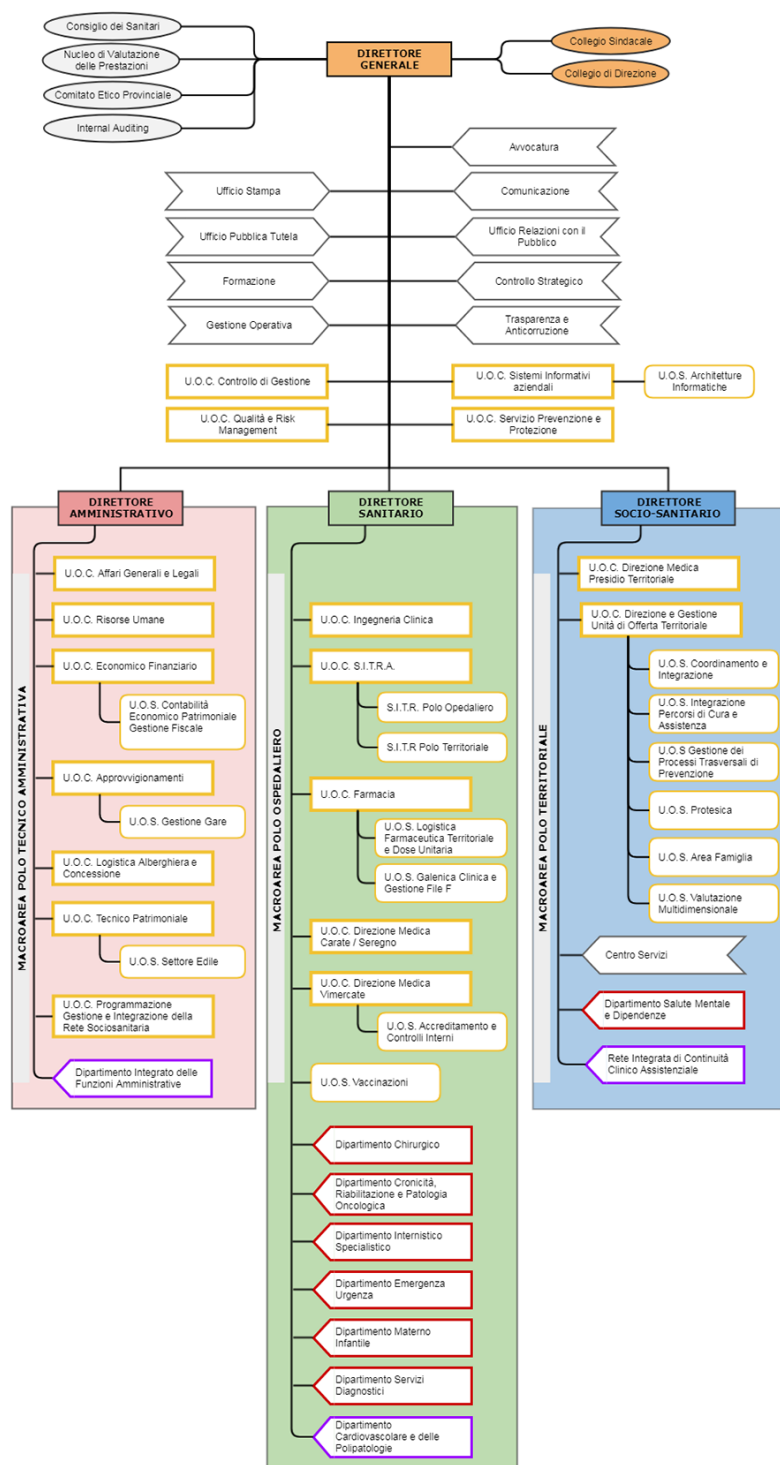 Consiglio dei Sanitari
Nucleo di Valutazione
delle Prestazioni
Comitato Etico Provinciale
Internal Auditing
DIRETTORE
GENERALE
Collegio Sindacale
Collegio di Direzione
Avvocatura
Ufficio Stampa
Comunicazione
Ufficio Pubblica Tutela
Ufficio Relazioni con il
Pubblico
Formazione
Controllo Strategico
Gestione Operativa
Trasparenza e
Anticorruzione
U.O.C. Controllo di Gestione
U.O.C. Sistemi Informativi
aziendali
U.O.S. Architetture
Informatiche
U.O.C. Qualità e Risk
Management
U.O.C. Servizio Prevenzione e
Protezione
DIRETTORE
AMMINISTRATIVO
MACROAREA POLO TECNICO AMMINISTRATIVA
U.O.C. Affari Generali e Legali
U.O.C. Risorse Umane
U.O.C. Economico Finanziario
U.O.S. Contabilità
Economico Patrimoniale
Gestione Fiscale
U.O.C. Approvvigionamenti
U.O.S. Gestione Gare
U.O.C. Logistica Alberghiera e
Concessione
U.O.C. Tecnico Patrimoniale
U.O.S. Settore Edile
U.O.C. Programmazione
Gestione e Integrazione della
Rete Sociosanitaria
Dipartimento Integrato delle
Funzioni Amministrative
DIRETTORE
SANITARIO
MACROAREA POLO OSPEDALIERO
U.O.C. Ingegneria Clinica
U.O.C. S.I.T.R.A.
S.I.T.R. Polo Opedaliero
S.I.T.R Polo Territoriale
U.O.C. Farmacia
U.O.S. Logistica
Farmaceutica Territoriale
e Dose Unitaria
U.O.S. Galenica Clinica e
Gestione File F
U.O.C. Direzione Medica
Carate / Seregno
U.O.C. Direzione Medica
Vimercate
U.O.S. Accreditamento e
Controlli Interni
U.O.S. Vaccinazioni
Dipartimento Chirurgico
Dipartimento Cronicità,
Riabilitazione e Patologia
Oncologica
Dipartimento Internistico
Specialistico
Dipartimento Emergenza
Urgenza
Dipartimento Materno
Infantile
Dipartimento Servizi
Diagnostici
Dipartimento
Cardiovascolare e delle
Polipatologie
DIRETTORE
SOCIO-SANITARIO
MACROAREA POLO TERRITORIALE
U.O.C. Direzione Medica
Presidio Territoriale
U.O.C. Direzione e Gestione
Unità di Offerta Territoriale
U.O.S. Coordinamento e
Integrazione
U.O.S. Integrazione
Percorsi di Cura e
Assistenza
U.O.S Gestione dei
Processi Trasversali di
Prevenzione
U.O.S. Protesica
U.O.S. Area Famiglia
U.O.S. Valutazione
Multidimensionale
Centro Servizi
Dipartimento Salute Mentale
e Dipendenze
Rete Integrata di Continuità
Clinico Assistenziale